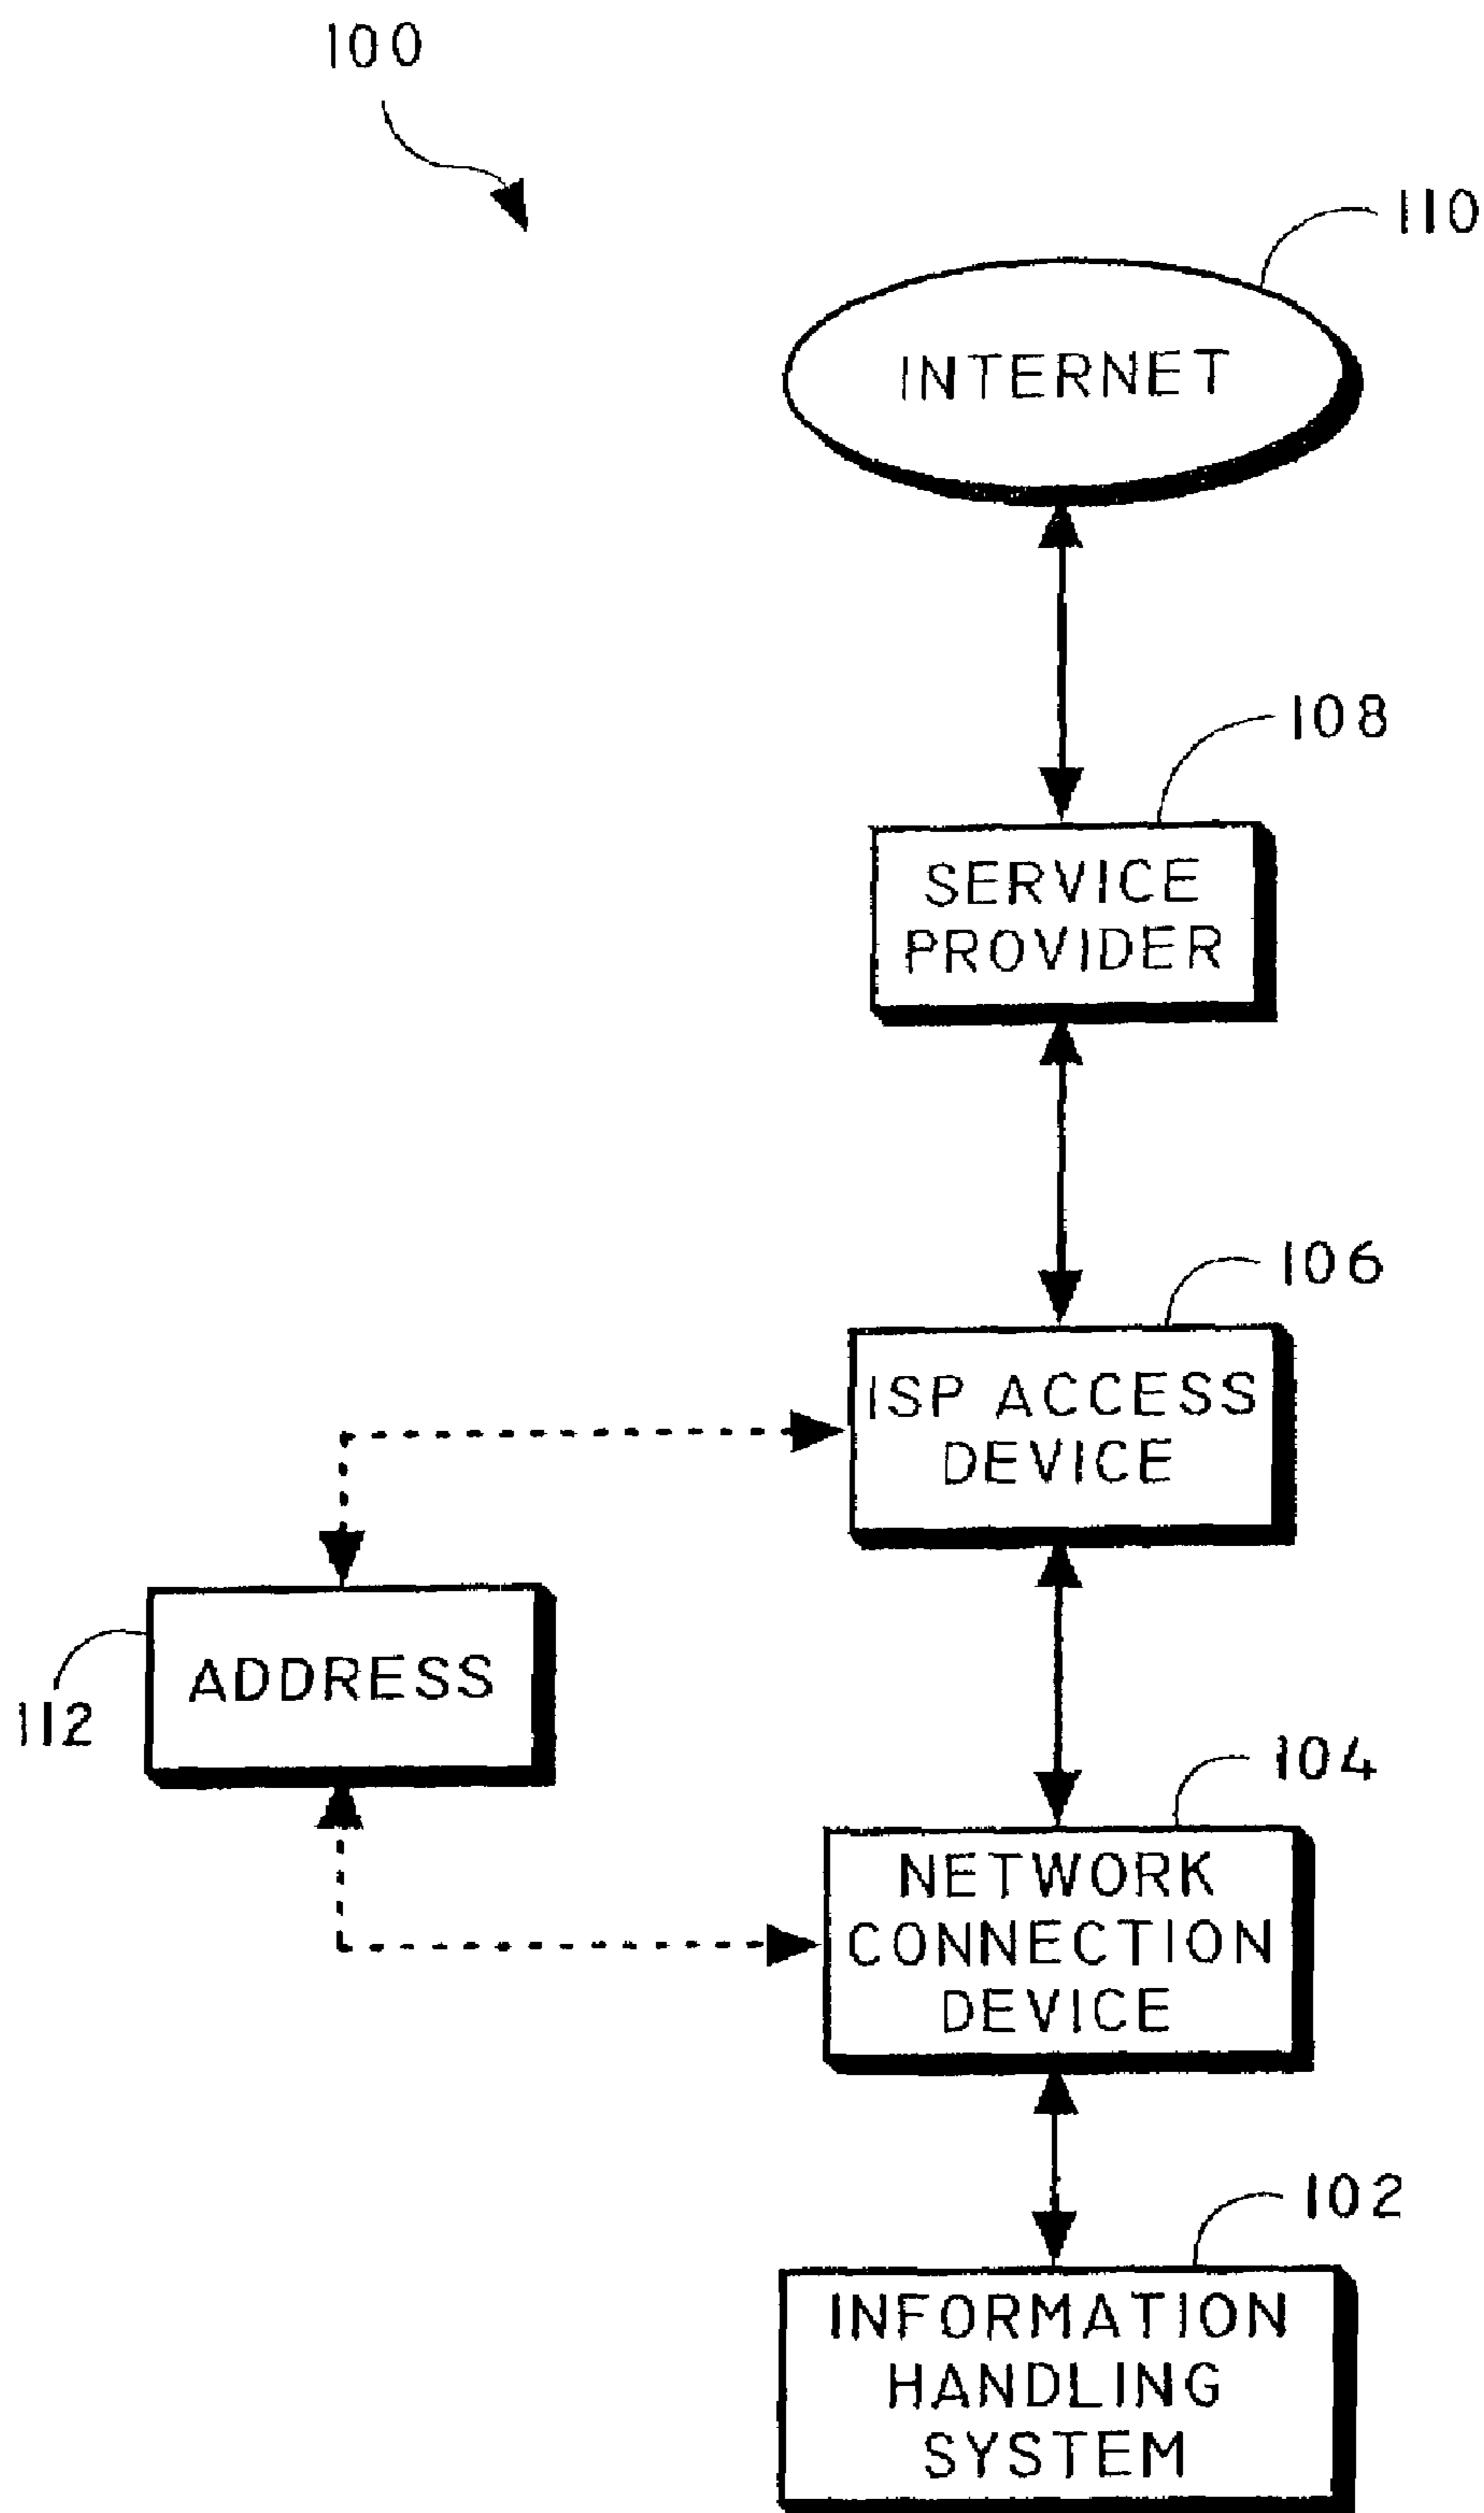 100
110
INTERNET
108
SERVICE
PROVIDER
106
ISP ACCESS
DEVICE
ADDRESS
112
104
NETWORK
CONNECTION
DEVICE
102
INFORMATION
HANDLING
SYSTEM